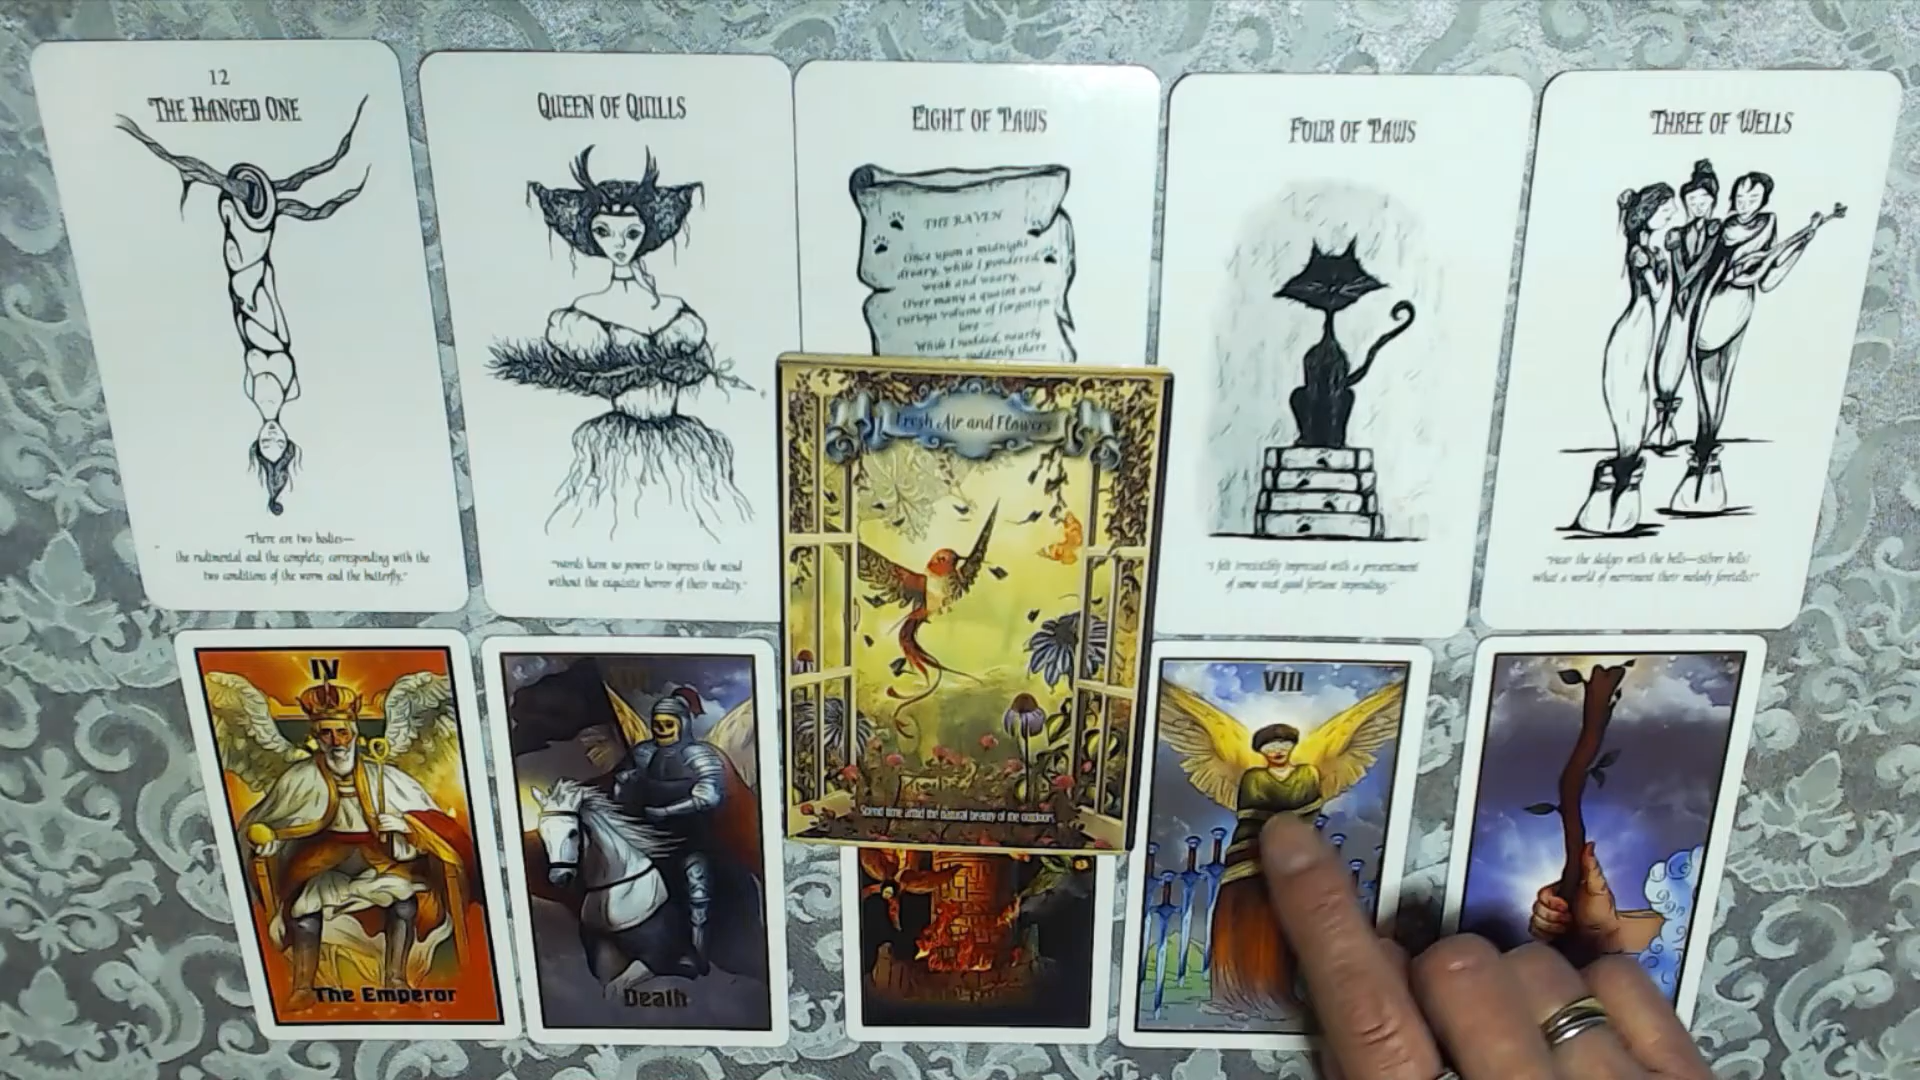 12
THE HANGED ONE
"There are two bodies—
the rudimental and the complete; corresponding with the
two conditions of the worm and the butterfly."
QUEEN OF QUILLS
"Words have no power to impress the mind
without the exquisite horror of their reality."
EIGHT OF PAWS
THE RAVEN
Once upon a midnight
dreary, while I pondered,
weak and weary,
Over many a quaint and
curious volume of forgotten
lore—
While I nodded, nearly
suddenly there
FOUR OF PAWS
"I felt irresistibly impressed with a presentiment
of some vast good fortune impending."
THREE OF WELLS
"Hear the sledges with the bells—silver bells!
What a world of merriment their melody foretells!"
Fresh Air and Flowers
Spend time amid the natural beauty of the outdoors.
IV
The Emperor
Death
VIII